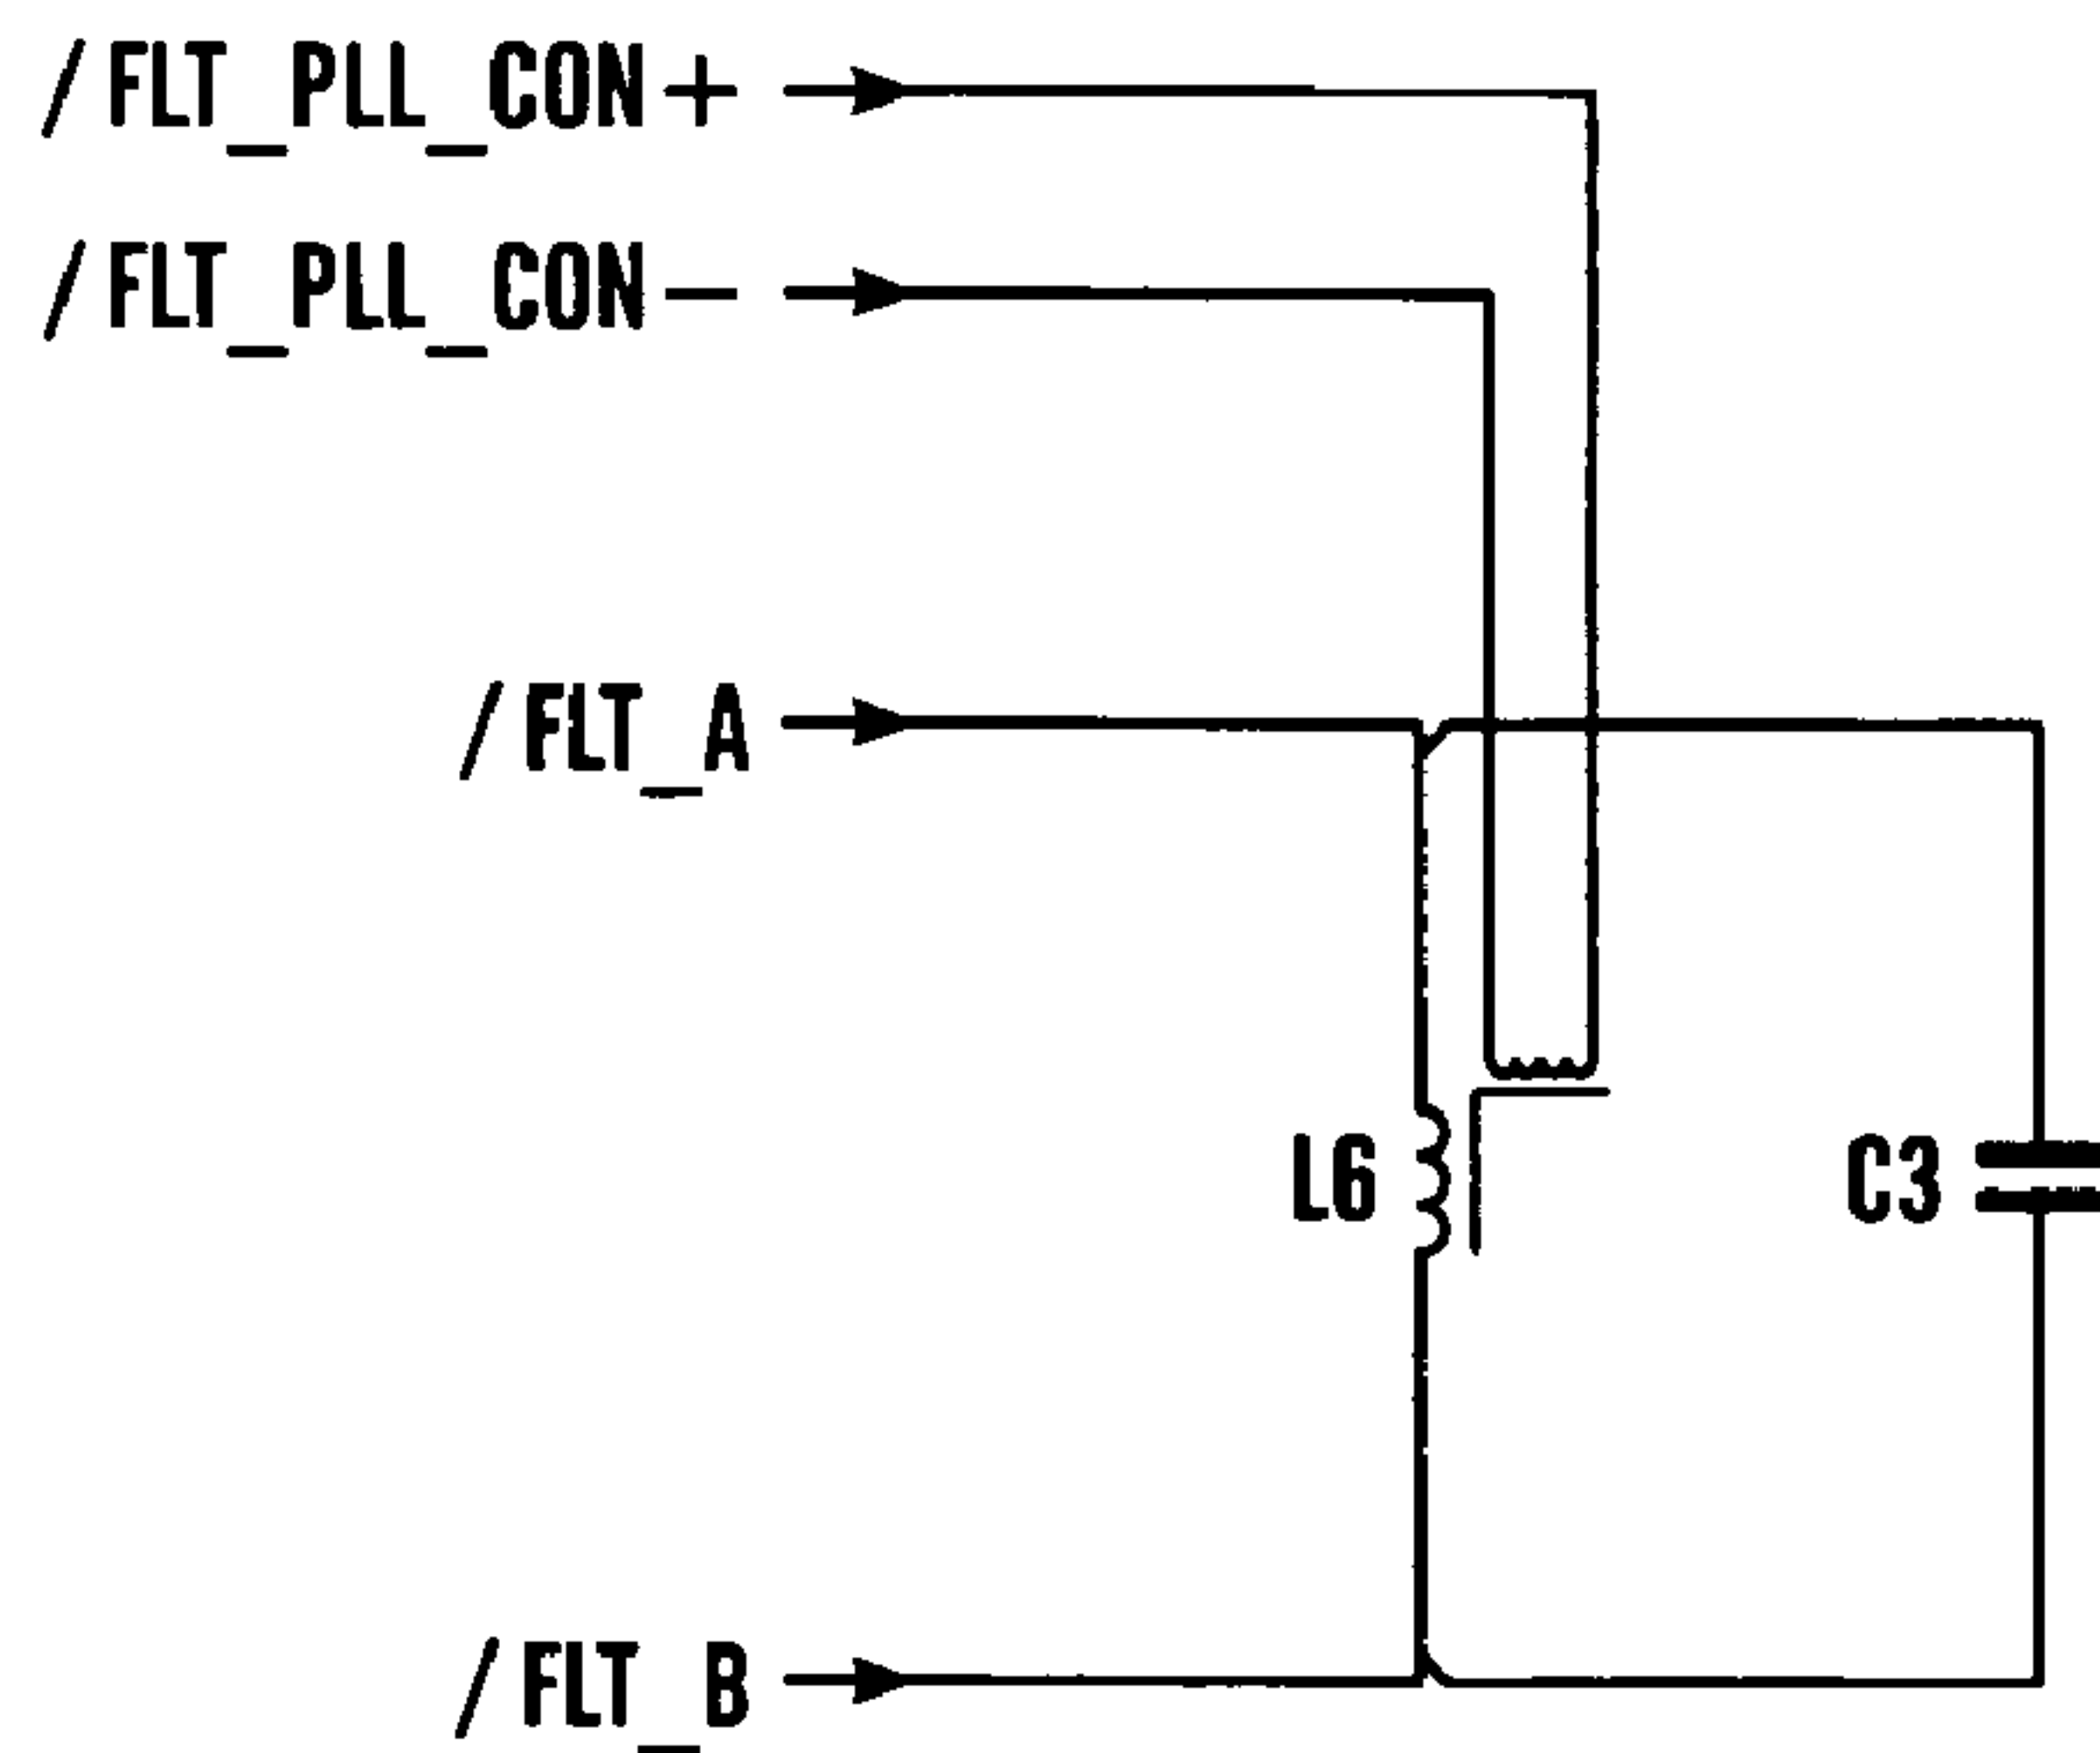 /FLT_PLL_CON+
/FLT_PLL_CON−
/FLT_A
L6
C3
/FLT_B